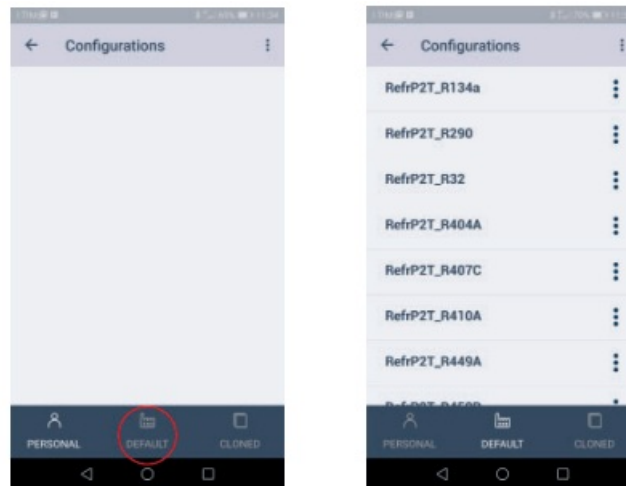 Configurations
PERSONAL
DEFAULT
CLONED
Configurations
RefrP2T_R134a
RefrP2T_R290
RefrP2T_R32
RefrP2T_R404A
RefrP2T_R407C
RefrP2T_R410A
RefrP2T_R449A
PERSONAL
DEFAULT
CLONED